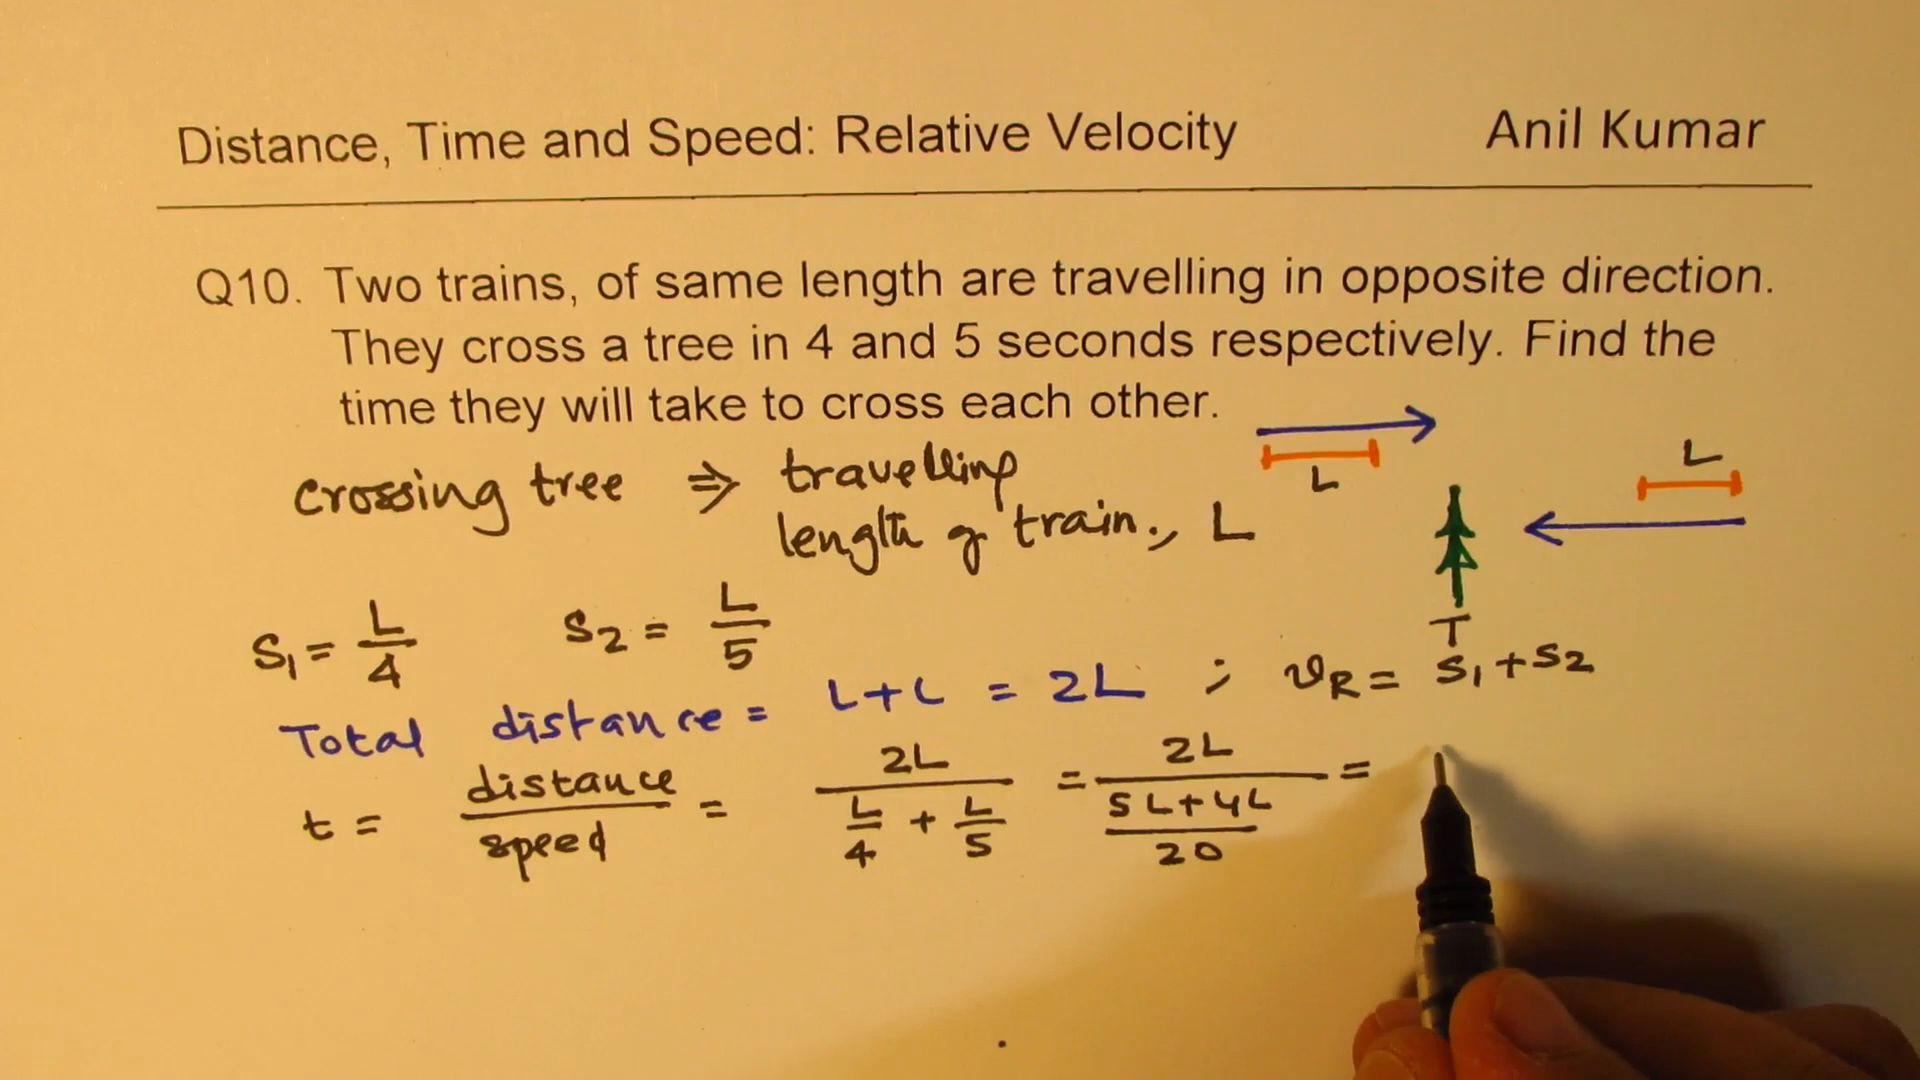 Distance, Time and Speed: Relative Velocity Anil Kumar
Q10. Two trains, of same length are travelling in opposite direction.
They cross a tree in 4 and 5 seconds respectively. Find the
time they will take to cross each other.
L
L
crossing tree ⇒ travelling
length of train., L
T
S₁ = L/4 S₂ = L/5
Total distance = L+L = 2L ; vR = S₁+S₂
t = distance/speed = 2L/(L/4 + L/5) = 2L/((5L+4L)/20) =